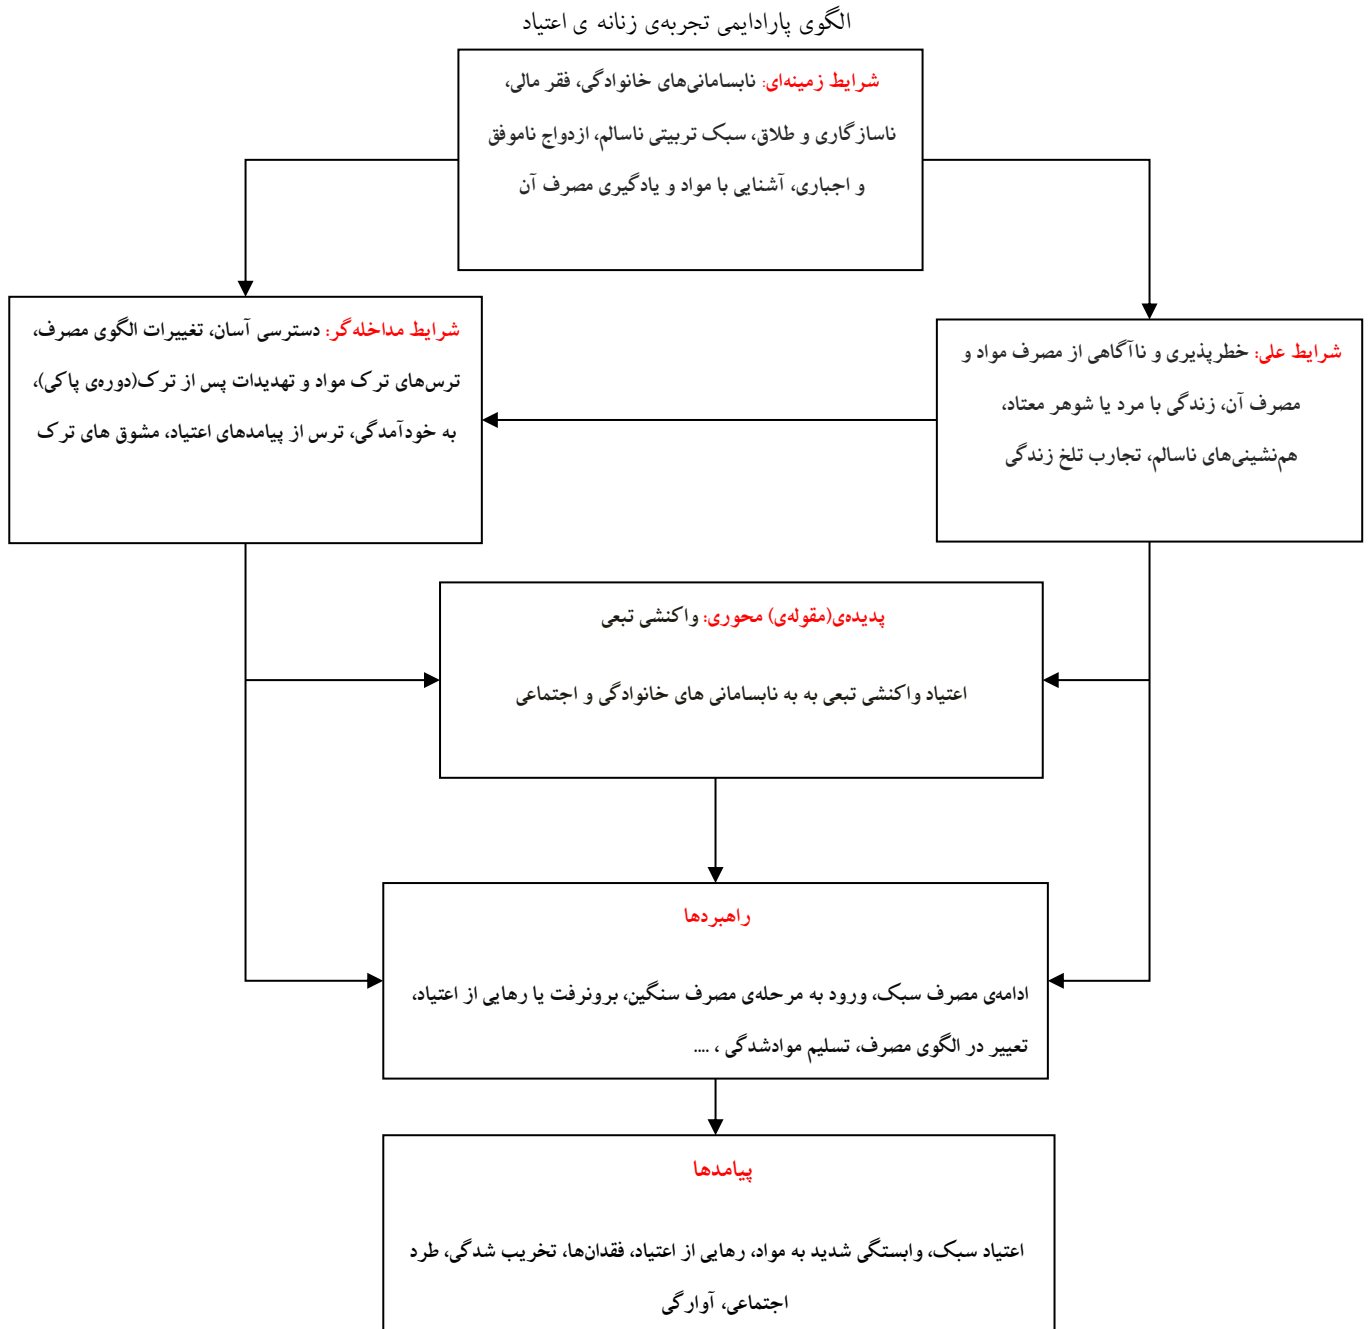 الگوی پارادایمی تجربه‌ی زنانه ی اعتیاد
شرایط زمینه‌ای: نابسامانی‌های خانوادگی، فقر مالی،
ناسازگاری و طلاق، سبک تربیتی ناسالم، ازدواج ناموفق
و اجباری، آشنایی با مواد و یادگیری مصرف آن
شرایط علی: خطرپذیری و ناآگاهی از مصرف مواد و
مصرف آن، زندگی با مرد یا شوهر معتاد،
هم‌نشینی‌های ناسالم، تجارب تلخ زندگی
شرایط مداخله‌گر: دسترسی آسان، تغییرات الگوی مصرف،
ترس‌های ترک مواد و تهدیدات پس از ترک(دوره‌ی پاکی)،
به خودآمدگی، ترس از پیامدهای اعتیاد، مشوق های ترک
پدیده‌ی(مقوله‌ی) محوری: واکنشی تبعی
اعتیاد واکنشی تبعی به به نابسامانی های خانوادگی و اجتماعی
راهبردها
ادامه‌ی مصرف سبک، ورود به مرحله‌ی مصرف سنگین، برونرفت یا رهایی از اعتیاد،
تعییر در الگوی مصرف، تسلیم موادشدگی ، ....
پیامدها
اعتیاد سبک، وابستگی شدید به مواد، رهایی از اعتیاد، فقدان‌ها، تخریب شدگی، طرد
اجتماعی، آوارگی